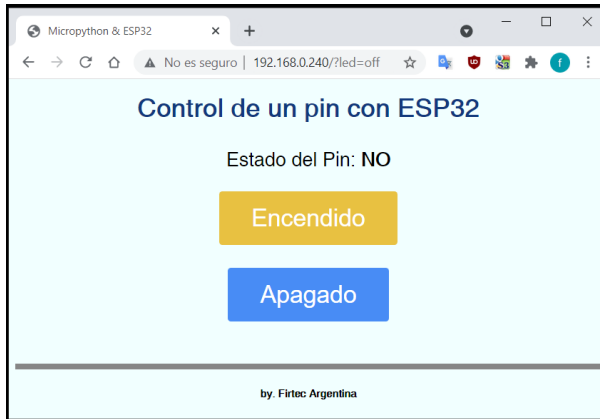 Micropython & ESP32
No es seguro | 192.168.0.240/?led=off
Control de un pin con ESP32
Estado del Pin: NO
Encendido
Apagado
by. Firtec Argentina